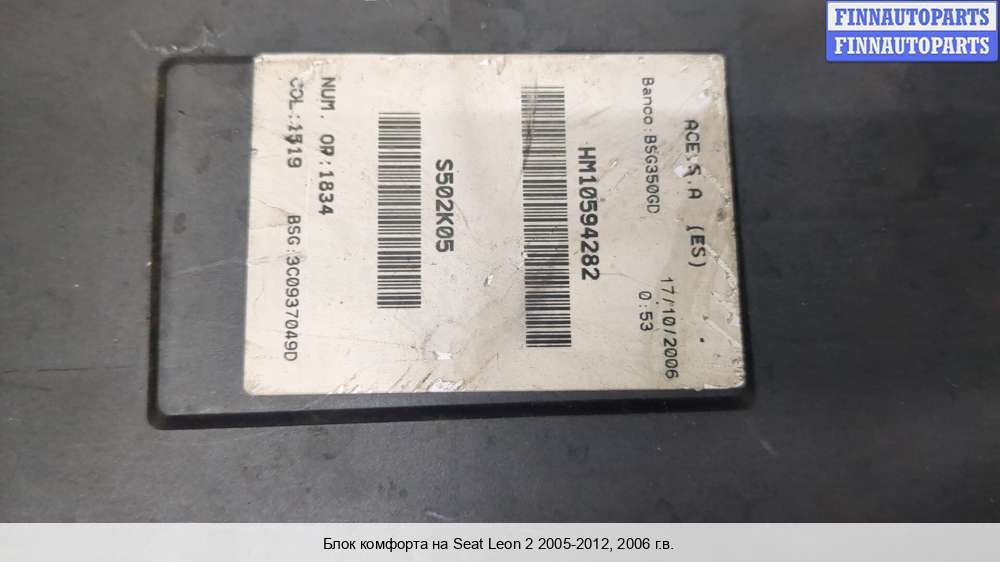 FINNAUTOPARTS
FINNAUTOPARTS
ACE.S.A (ES)
Banco:BSG350GD 17/10/2006
0:53
HM10594282
S502K05
NUM. OP:1834
COL:1519 BSG:3C0937049D
Блок комфорта на Seat Leon 2 2005-2012, 2006 г.в.